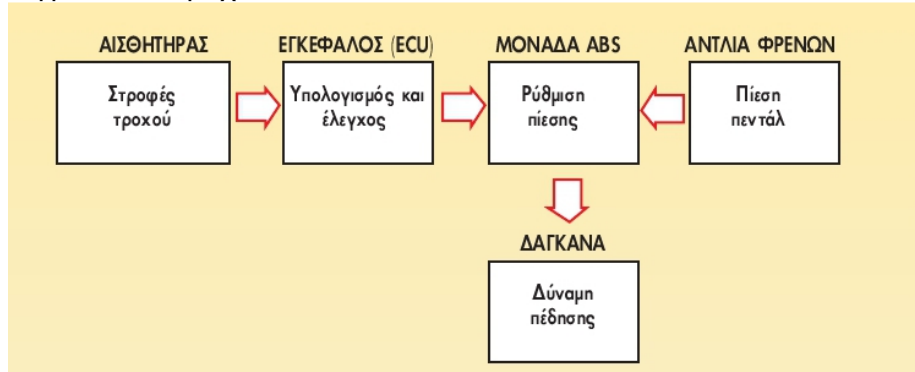 ΑΙΣΘΗΤΗΡΑΣ ΕΓΚΕΦΑΛΟΣ (ECU) ΜΟΝΑΔΑ ABS ΑΝΤΛΙΑ ΦΡΕΝΩΝ
Στροφές
τροχού
Υπολογισμός και
έλεγχος
Ρύθμιση
πίεσης
Πίεση
πεντάλ
ΔΑΓΚΑΝΑ
Δύναμη
πέδησης